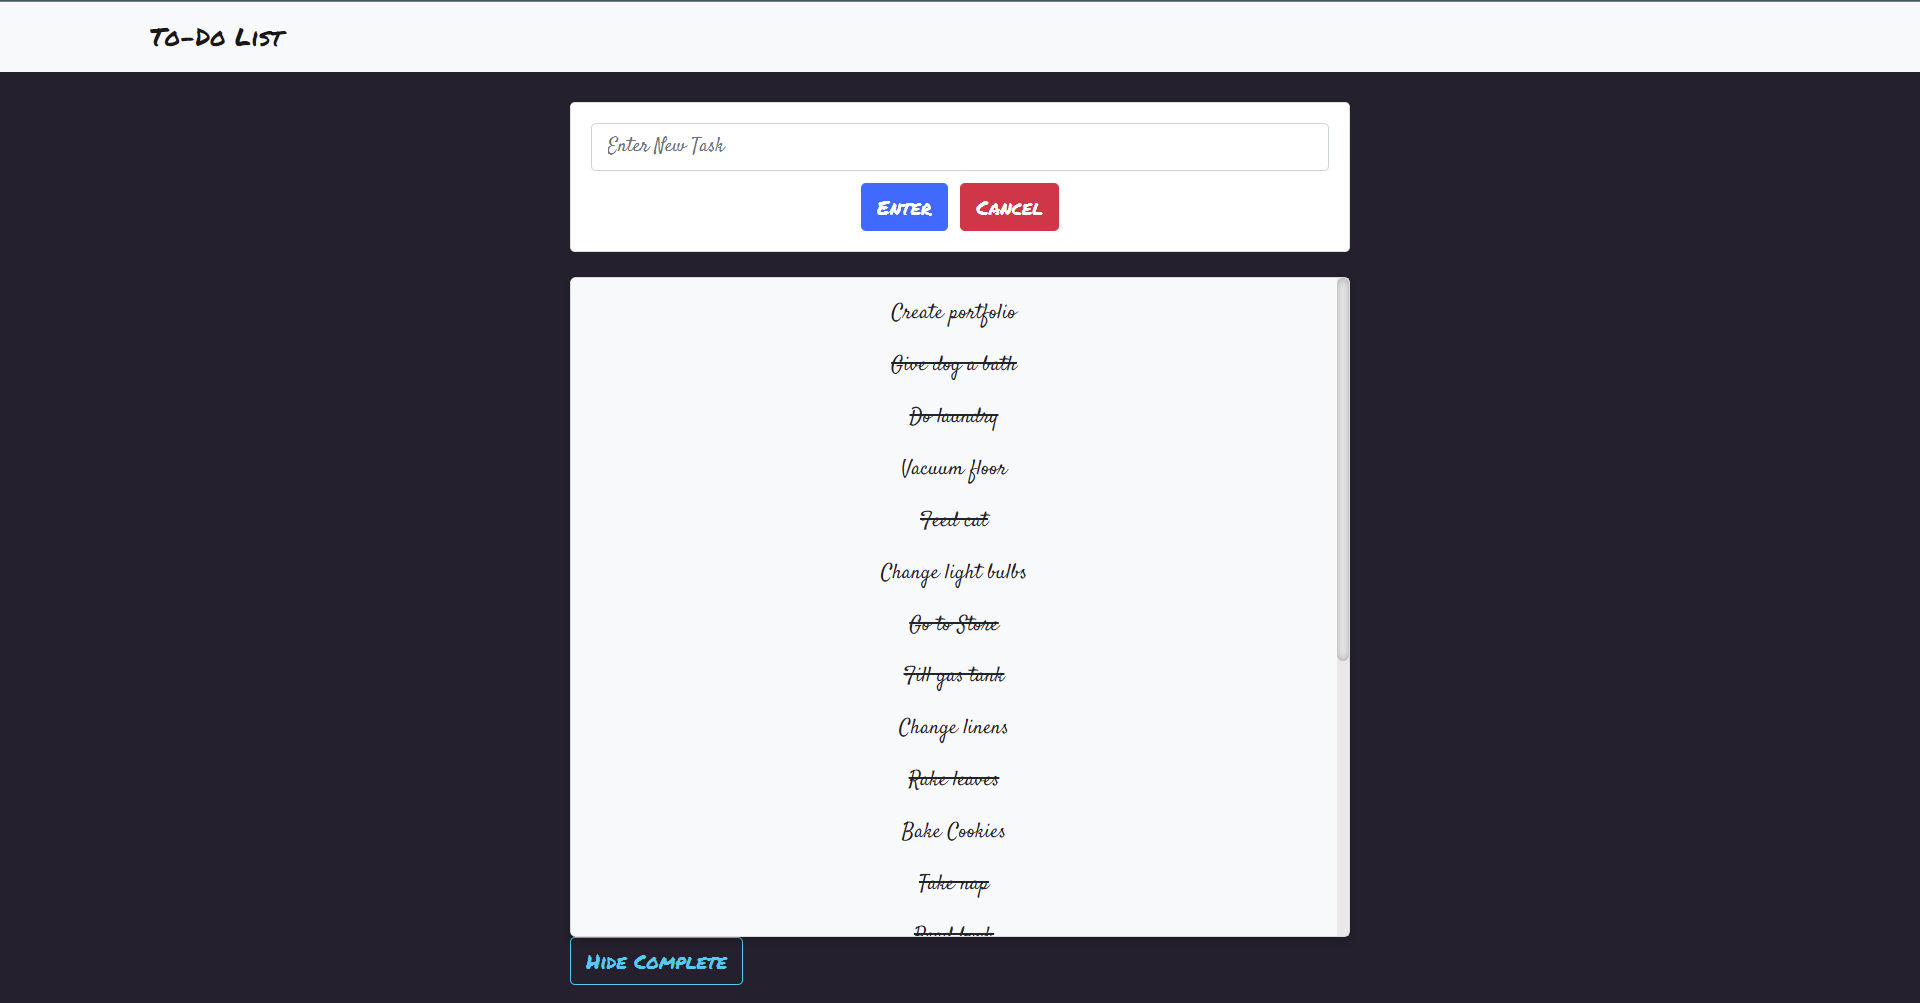 To-Do List
Enter New Task
Enter Cancel
Create portfolio
Give dog a bath
Do laundry
Vacuum floor
Feed cat
Change light bulbs
Go to Store
Fill gas tank
Change linens
Rake leaves
Bake Cookies
Take nap
Hide Complete